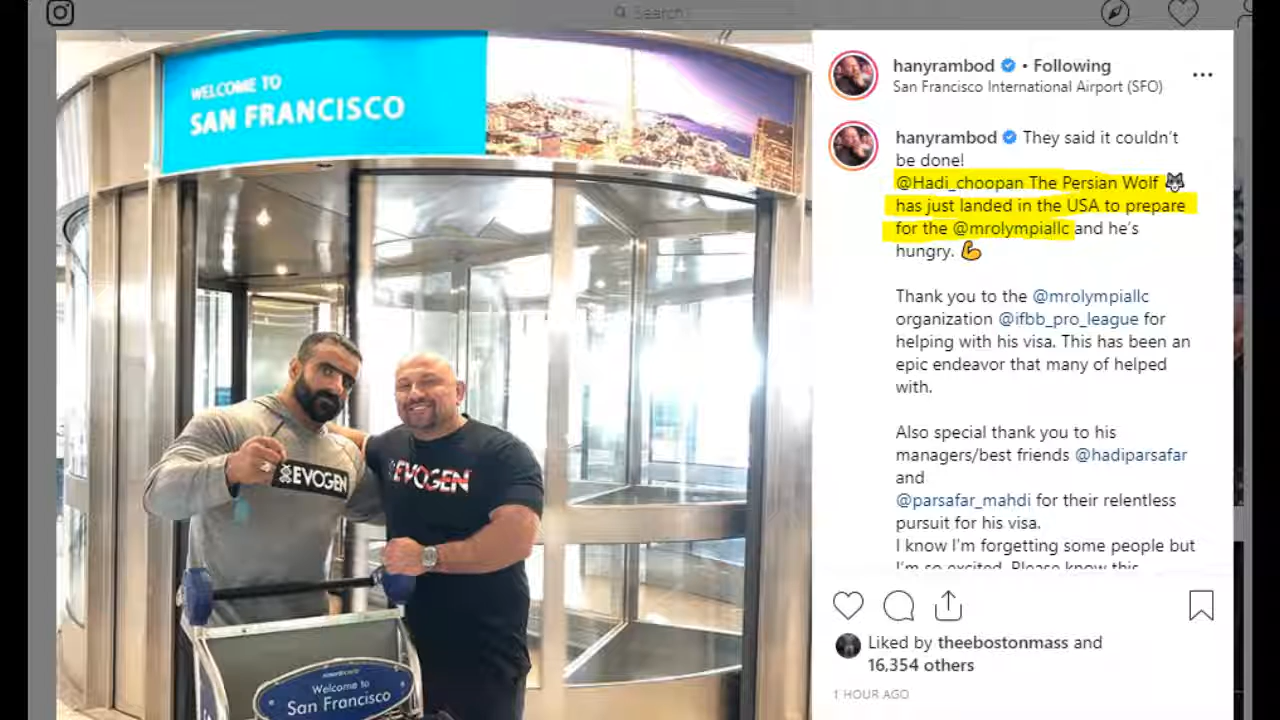 Search
WELCOME TO
SAN FRANCISCO
EVOGEN
EVOGEN
Welcome to
San Francisco
hanyrambod • Following
San Francisco International Airport (SFO)
hanyrambod They said it couldn't
be done!
@Hadi_choopan The Persian Wolf 🐺
has just landed in the USA to prepare
for the @mrolympiallc and he's
hungry. 💪
Thank you to the @mrolympiallc
organization @ifbb_pro_league for
helping with his visa. This has been an
epic endeavor that many of helped
with.
Also special thank you to his
managers/best friends @hadiparsafar
and
@parsafar_mahdi for their relentless
pursuit for his visa.
I know I'm forgetting some people but
I'm so excited. Please know this
Liked by theebostonmass and
16,354 others
1 HOUR AGO